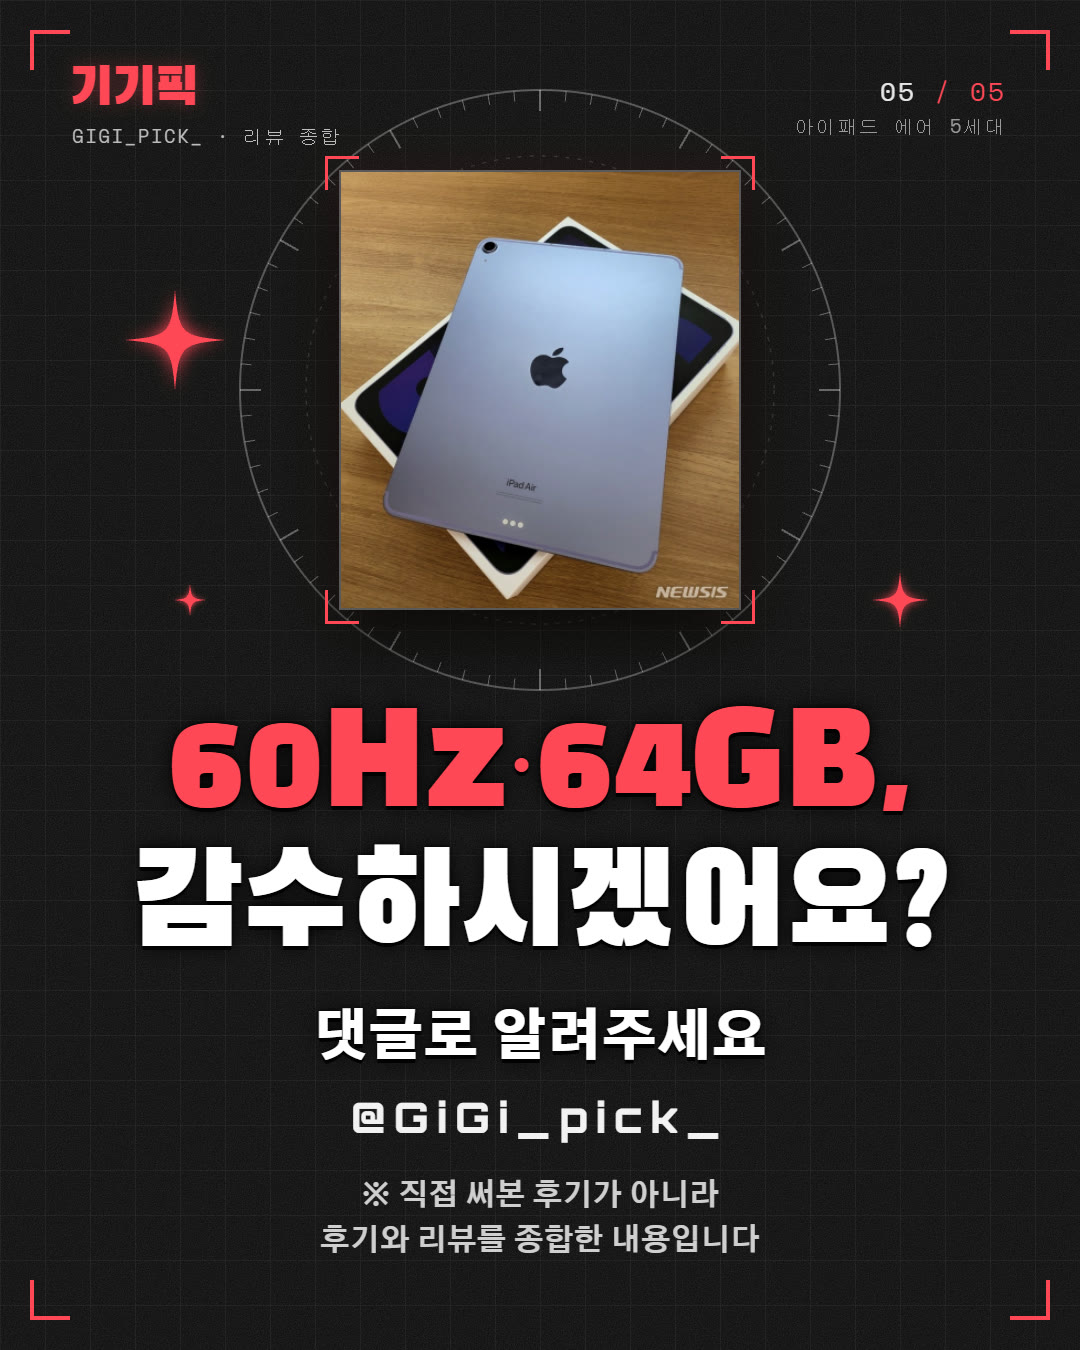 기기픽
GIGI_PICK_ · 리뷰 종합
05 / 05
아이패드 에어 5세대
iPad Air
NEWSIS
60Hz·64GB,
감수하시겠어요?
댓글로 알려주세요
@GiGi_pick_
※ 직접 써본 후기가 아니라
후기와 리뷰를 종합한 내용입니다